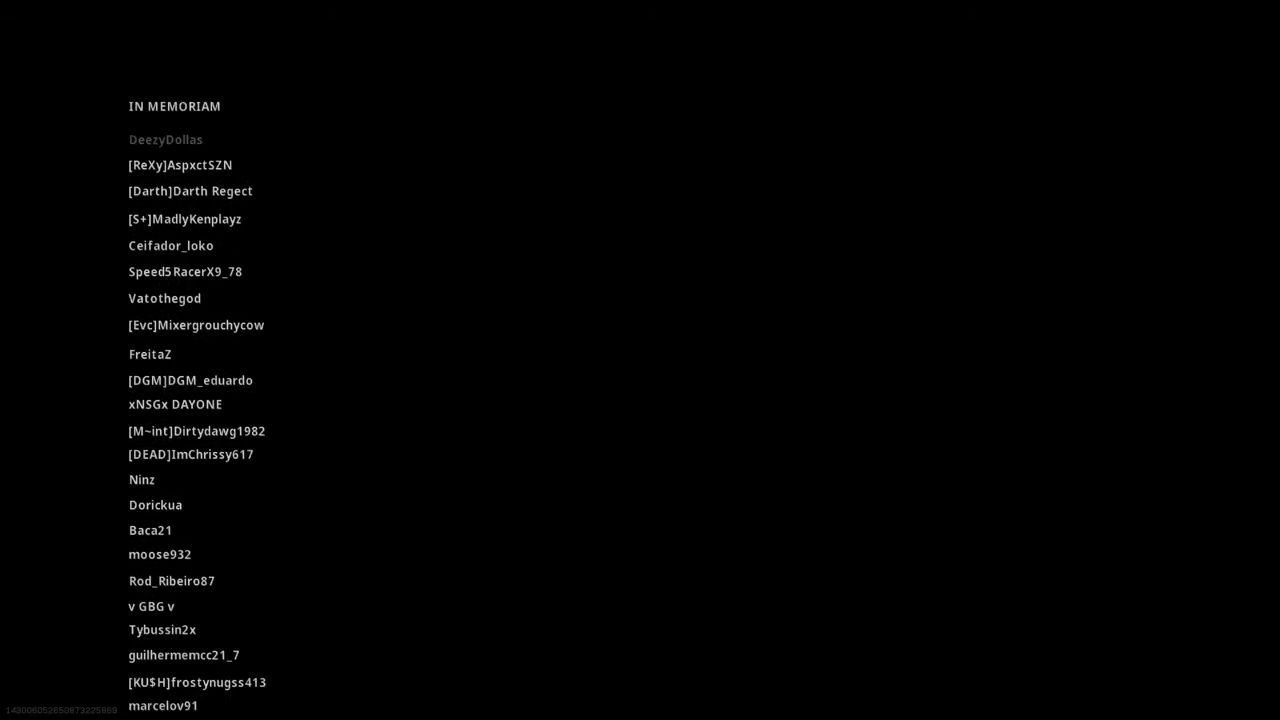 IN MEMORIAM
DeezyDollas
[ReXy]AspxctSZN
[Darth]Darth Regect
[S+]MadlyKenplayz
Ceifador_loko
Speed5RacerX9_78
Vatothegod
[Evc]Mixergrouchycow
FreitaZ
[DGM]DGM_eduardo
xNSGx DAYONE
[M~int]Dirtydawg1982
[DEAD]ImChrissy617
Ninz
Dorickua
Baca21
moose932
Rod_Ribeiro87
v GBG v
Tybussin2x
guilhermemcc21_7
[KU$H]frostynugss413
marcelov91